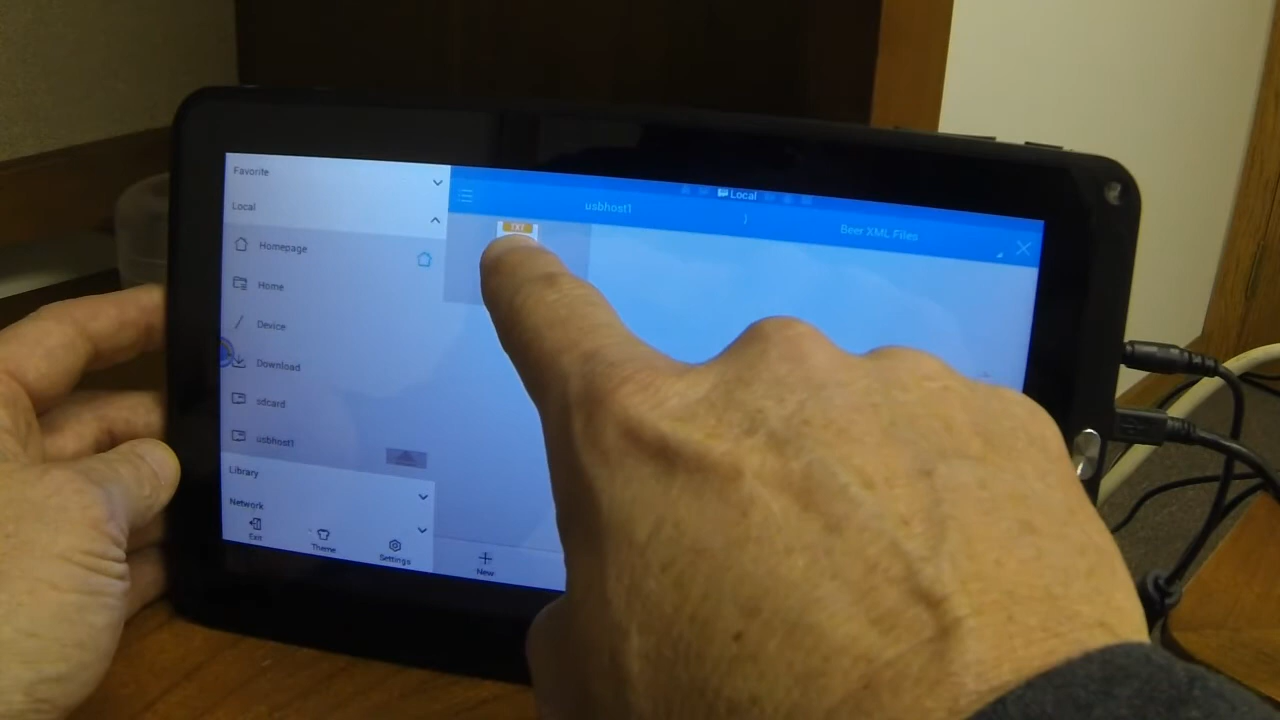 Favorite
Local
Homepage
Home
Device
Download
sdcard
usbhost1
Library
Network
Exit
Theme
Settings
Local
usbhost1
Beer XML Files
TXT
New